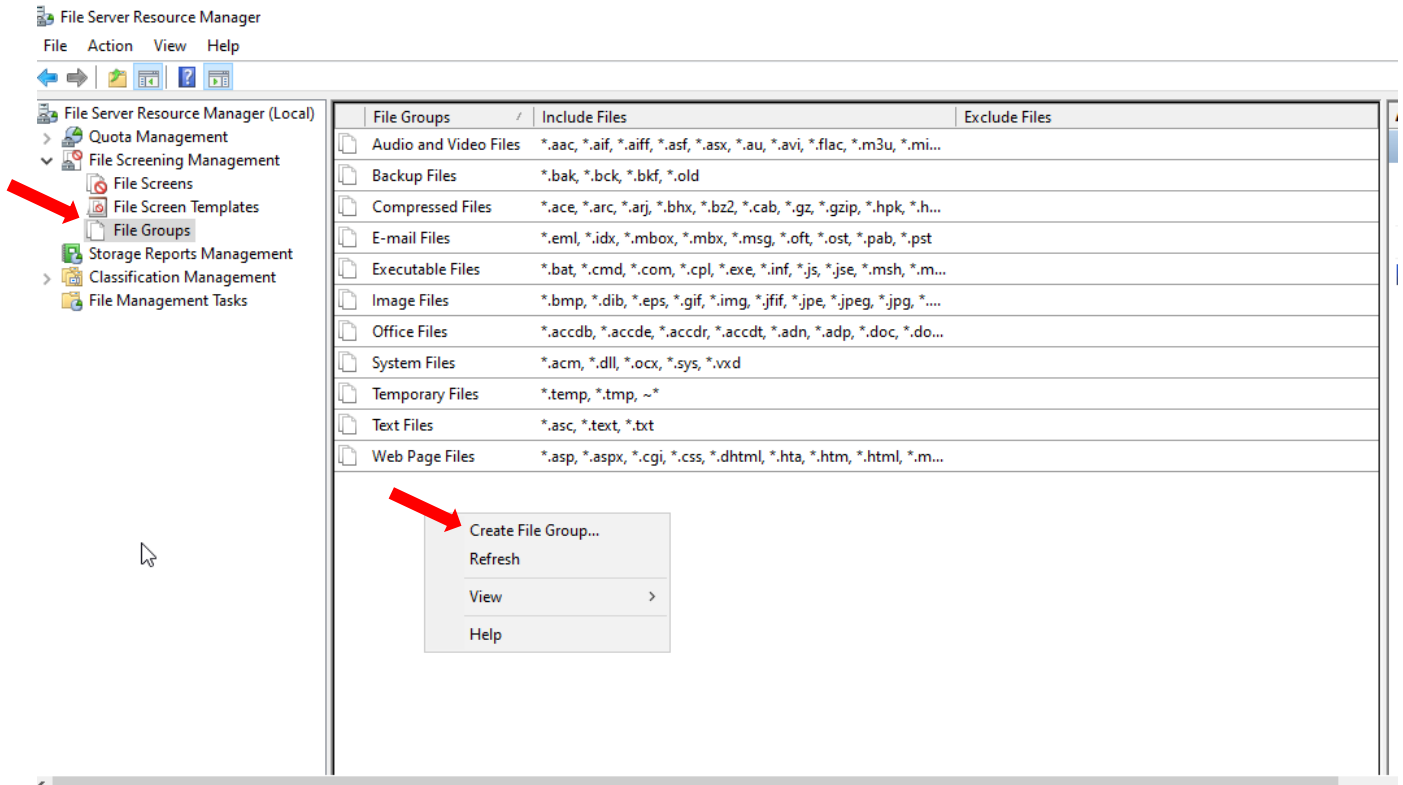 File Server Resource Manager
File Action View Help
File Server Resource Manager (Local)
Quota Management
File Screening Management
File Screens
File Screen Templates
File Groups
Storage Reports Management
Classification Management
File Management Tasks
File Groups Include Files Exclude Files
Audio and Video Files *.aac, *.aif, *.aiff, *.asf, *.asx, *.au, *.avi, *.flac, *.m3u, *.mi...
Backup Files *.bak, *.bck, *.bkf, *.old
Compressed Files *.ace, *.arc, *.arj, *.bhx, *.bz2, *.cab, *.gz, *.gzip, *.hpk, *.h...
E-mail Files *.eml, *.idx, *.mbox, *.mbx, *.msg, *.oft, *.ost, *.pab, *.pst
Executable Files *.bat, *.cmd, *.com, *.cpl, *.exe, *.inf, *.js, *.jse, *.msh, *.m...
Image Files *.bmp, *.dib, *.eps, *.gif, *.img, *.jfif, *.jpe, *.jpeg, *.jpg, *....
Office Files *.accdb, *.accde, *.accdr, *.accdt, *.adn, *.adp, *.doc, *.do...
System Files *.acm, *.dll, *.ocx, *.sys, *.vxd
Temporary Files *.temp, *.tmp, ~*
Text Files *.asc, *.text, *.txt
Web Page Files *.asp, *.aspx, *.cgi, *.css, *.dhtml, *.hta, *.htm, *.html, *.m...
Create File Group...
Refresh
View
Help